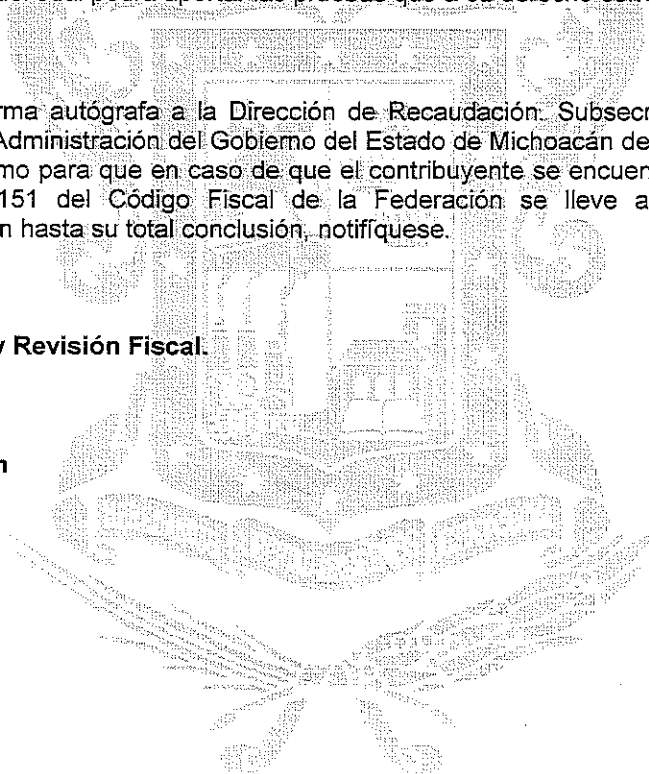 rma autógrafa a la Dirección de Recaudación. Subsecr
Administración del Gobierno del Estado de Michoacán de
mo para que en caso de que el contribuyente se encuen
151 del Código Fiscal de la Federación se lleve a
n hasta su total conclusión, notifíquese.
y Revisión Fiscal.
n